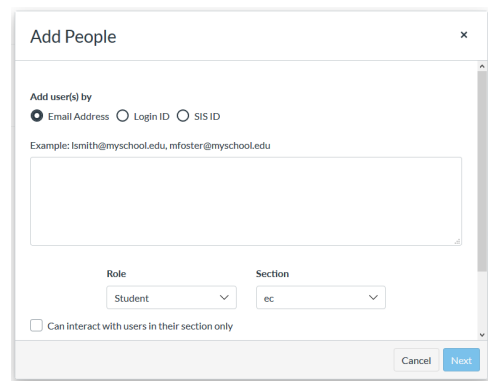 Add People ×
Add user(s) by
Email Address Login ID SIS ID
Example: lsmith@myschool.edu, mfoster@myschool.edu
Role Section
Student ec
Can interact with users in their section only
Cancel Next